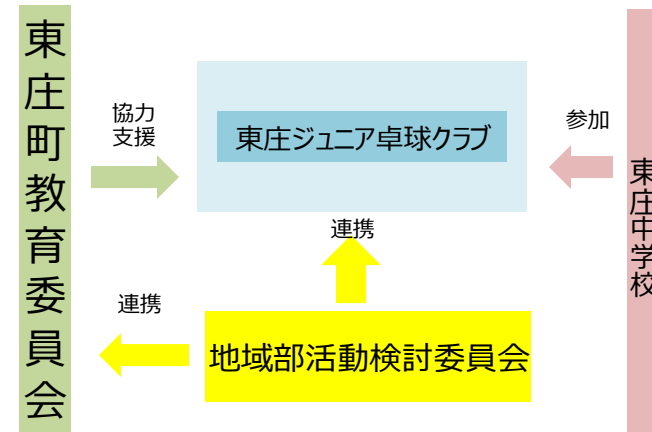 東庄町教育委員会
協力
支援
東庄ジュニア卓球クラブ
参加
東庄中学校
連携
連携
地域部活動検討委員会